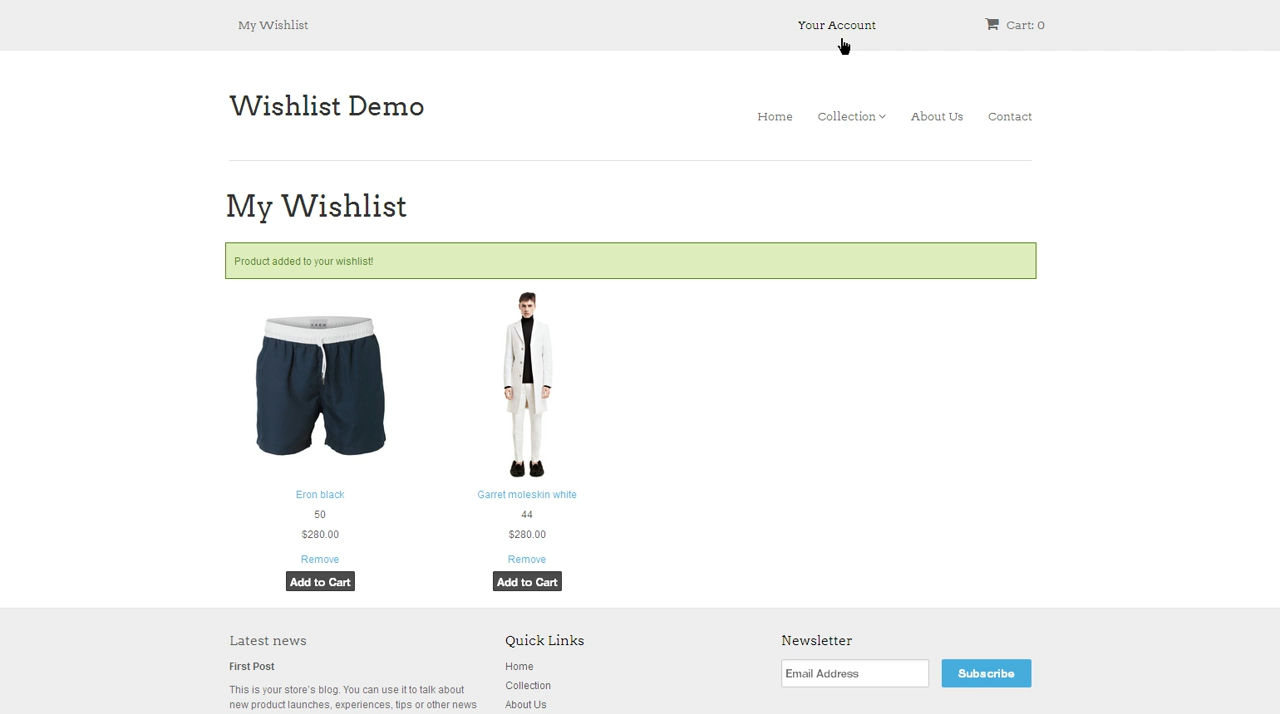 My Wishlist
Your Account
Cart: 0
Wishlist Demo
Home
Collection
About Us
Contact
My Wishlist
Product added to your wishlist!
Eron black
50
$280.00
Remove
Add to Cart
Garret moleskin white
44
$280.00
Remove
Add to Cart
Latest news
First Post
This is your store's blog. You can use it to talk about
new product launches, experiences, tips or other news
Quick Links
Home
Collection
About Us
Newsletter
Email Address
Subscribe